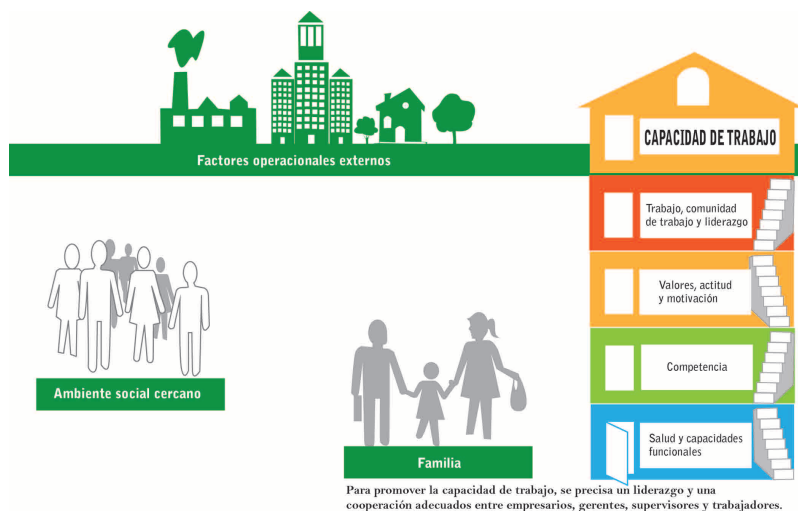 CAPACIDAD DE TRABAJO
Factores operacionales externos
Trabajo, comunidad
de trabajo y liderazgo
Valores, actitud
y motivación
Competencia
Ambiente social cercano
Salud y capacidades
funcionales
Familia
Para promover la capacidad de trabajo, se precisa un liderazgo y una
cooperación adecuados entre empresarios, gerentes, supervisores y trabajadores.